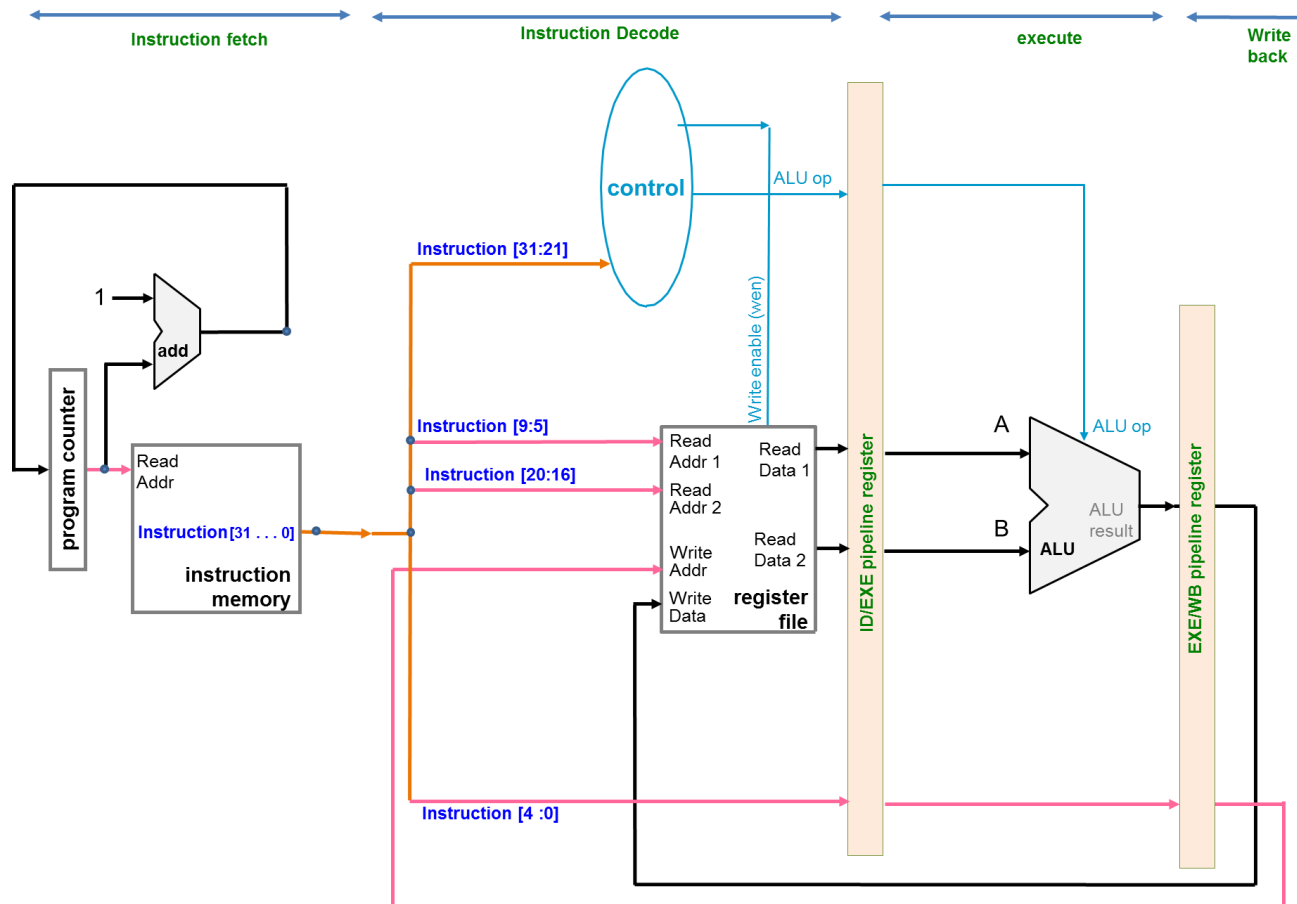 Instruction fetch
Instruction Decode
execute
Write
back
control
ALU op
Instruction [31:21]
1
add
Write enable (wen)
program counter
Read
Addr
Instruction[31 . . . 0]
instruction
memory
Instruction [9:5]
Instruction [20:16]
Read
Addr 1
Read
Addr 2
Write
Addr
Write
Data
Read
Data 1
Read
Data 2
register
file
ID/EXE pipeline register
A
B
ALU op
ALU
result
ALU
EXE/WB pipeline register
Instruction [4 :0]